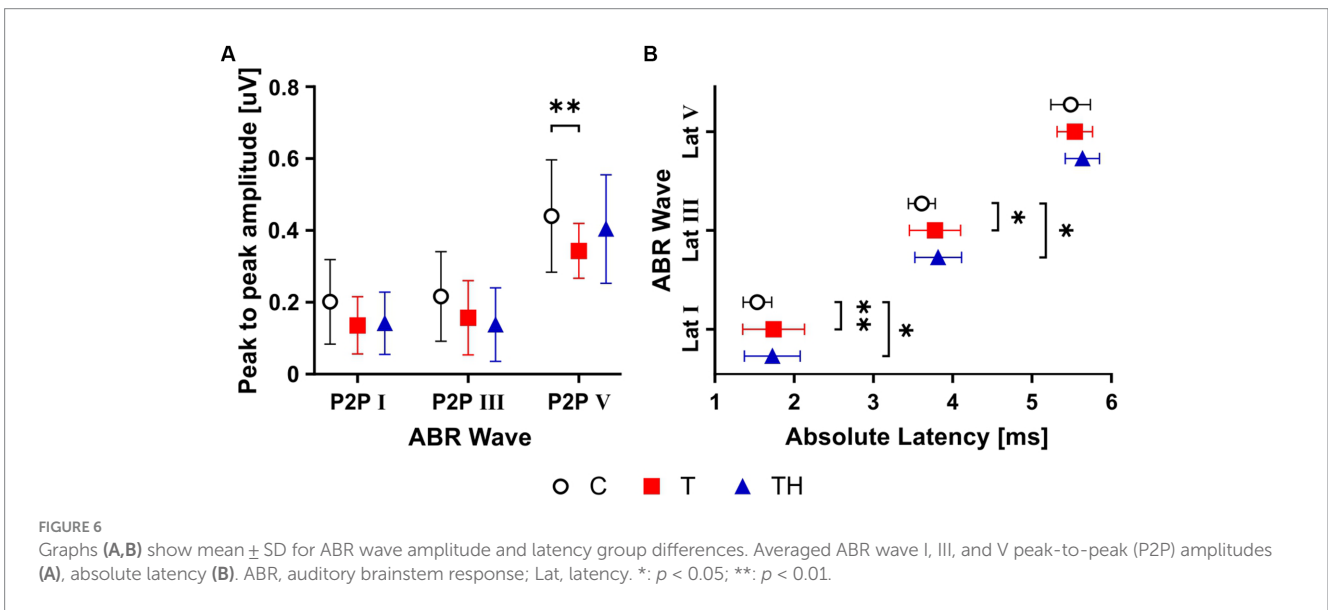 A
B
Peak to peak amplitude [uV]
0.8
0.6
0.4
0.2
0
**
P2P I
P2P III
P2P V
ABR Wave
ABR Wave
Lat V
Lat III
Lat I
*
*
**
*
1 2 3 4 5 6
Absolute Latency [ms]
C T TH
FIGURE 6
Graphs (A,B) show mean ± SD for ABR wave amplitude and latency group differences. Averaged ABR wave I, III, and V peak-to-peak (P2P) amplitudes
(A), absolute latency (B). ABR, auditory brainstem response; Lat, latency. *: p < 0.05; **: p < 0.01.